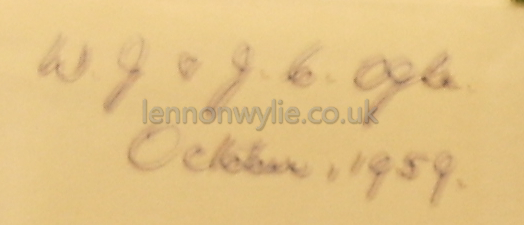 W. J & J. C. Ogle.
lennonwylie.co.uk
October, 1959.